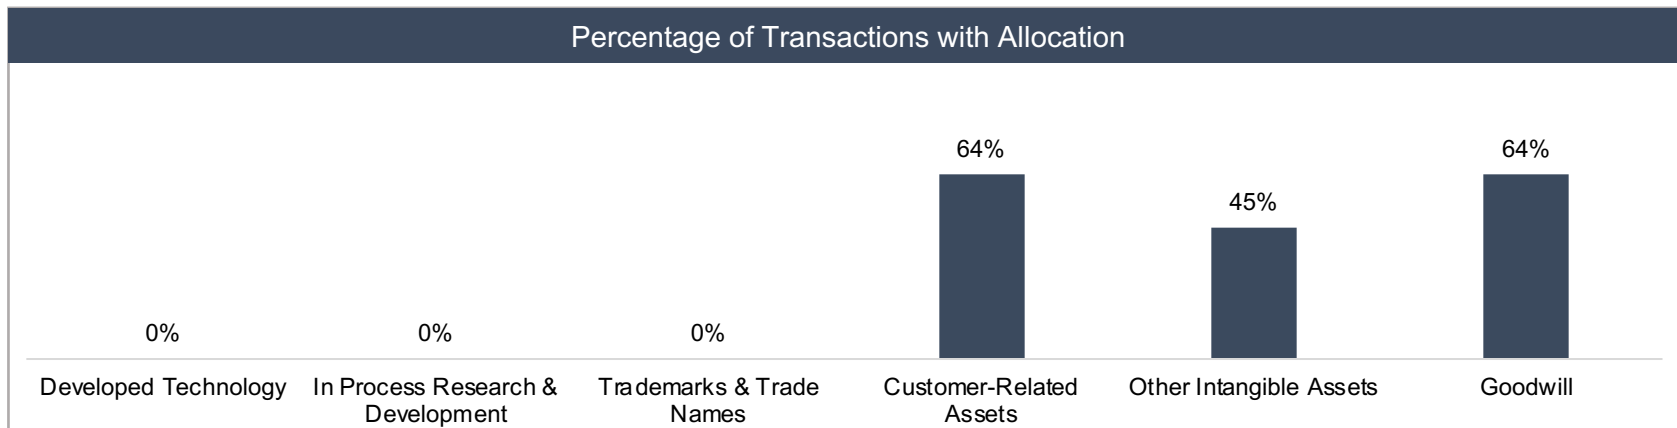 Percentage of Transactions with Allocation
64%
64%
45%
0%
0%
0%
Developed Technology
In Process Research &
Development
Trademarks & Trade
Names
Customer-Related
Assets
Other Intangible Assets
Goodwill